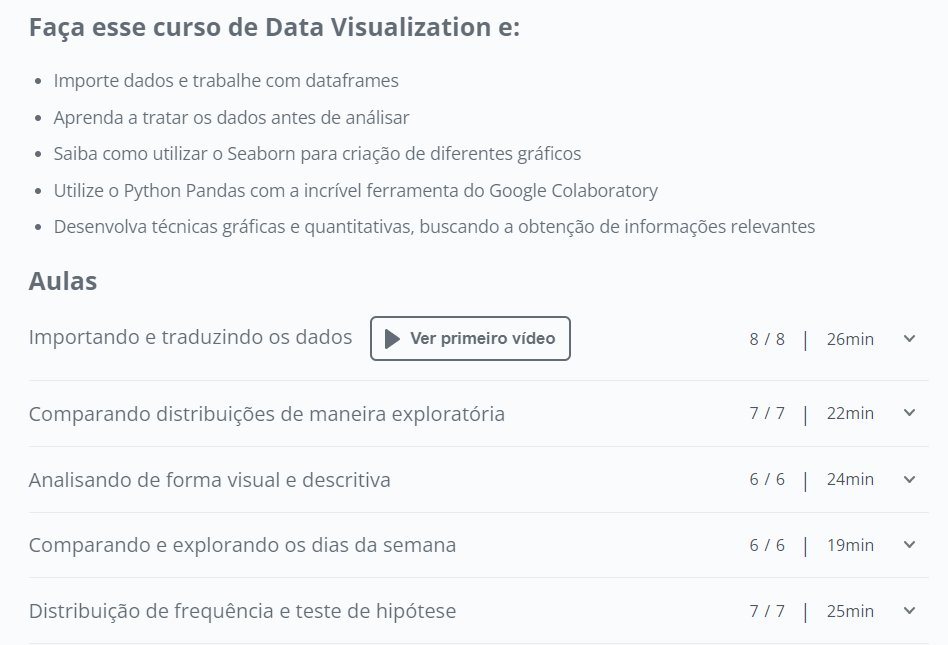 Faça esse curso de Data Visualization e:
• Importe dados e trabalhe com dataframes
• Aprenda a tratar os dados antes de análisar
• Saiba como utilizar o Seaborn para criação de diferentes gráficos
• Utilize o Python Pandas com a incrível ferramenta do Google Colaboratory
• Desenvolva técnicas gráficas e quantitativas, buscando a obtenção de informações relevantes
Aulas
Importando e traduzindo os dados Ver primeiro vídeo 8 / 8 | 26min
Comparando distribuições de maneira exploratória 7 / 7 | 22min
Analisando de forma visual e descritiva 6 / 6 | 24min
Comparando e explorando os dias da semana 6 / 6 | 19min
Distribuição de frequência e teste de hipótese 7 / 7 | 25min